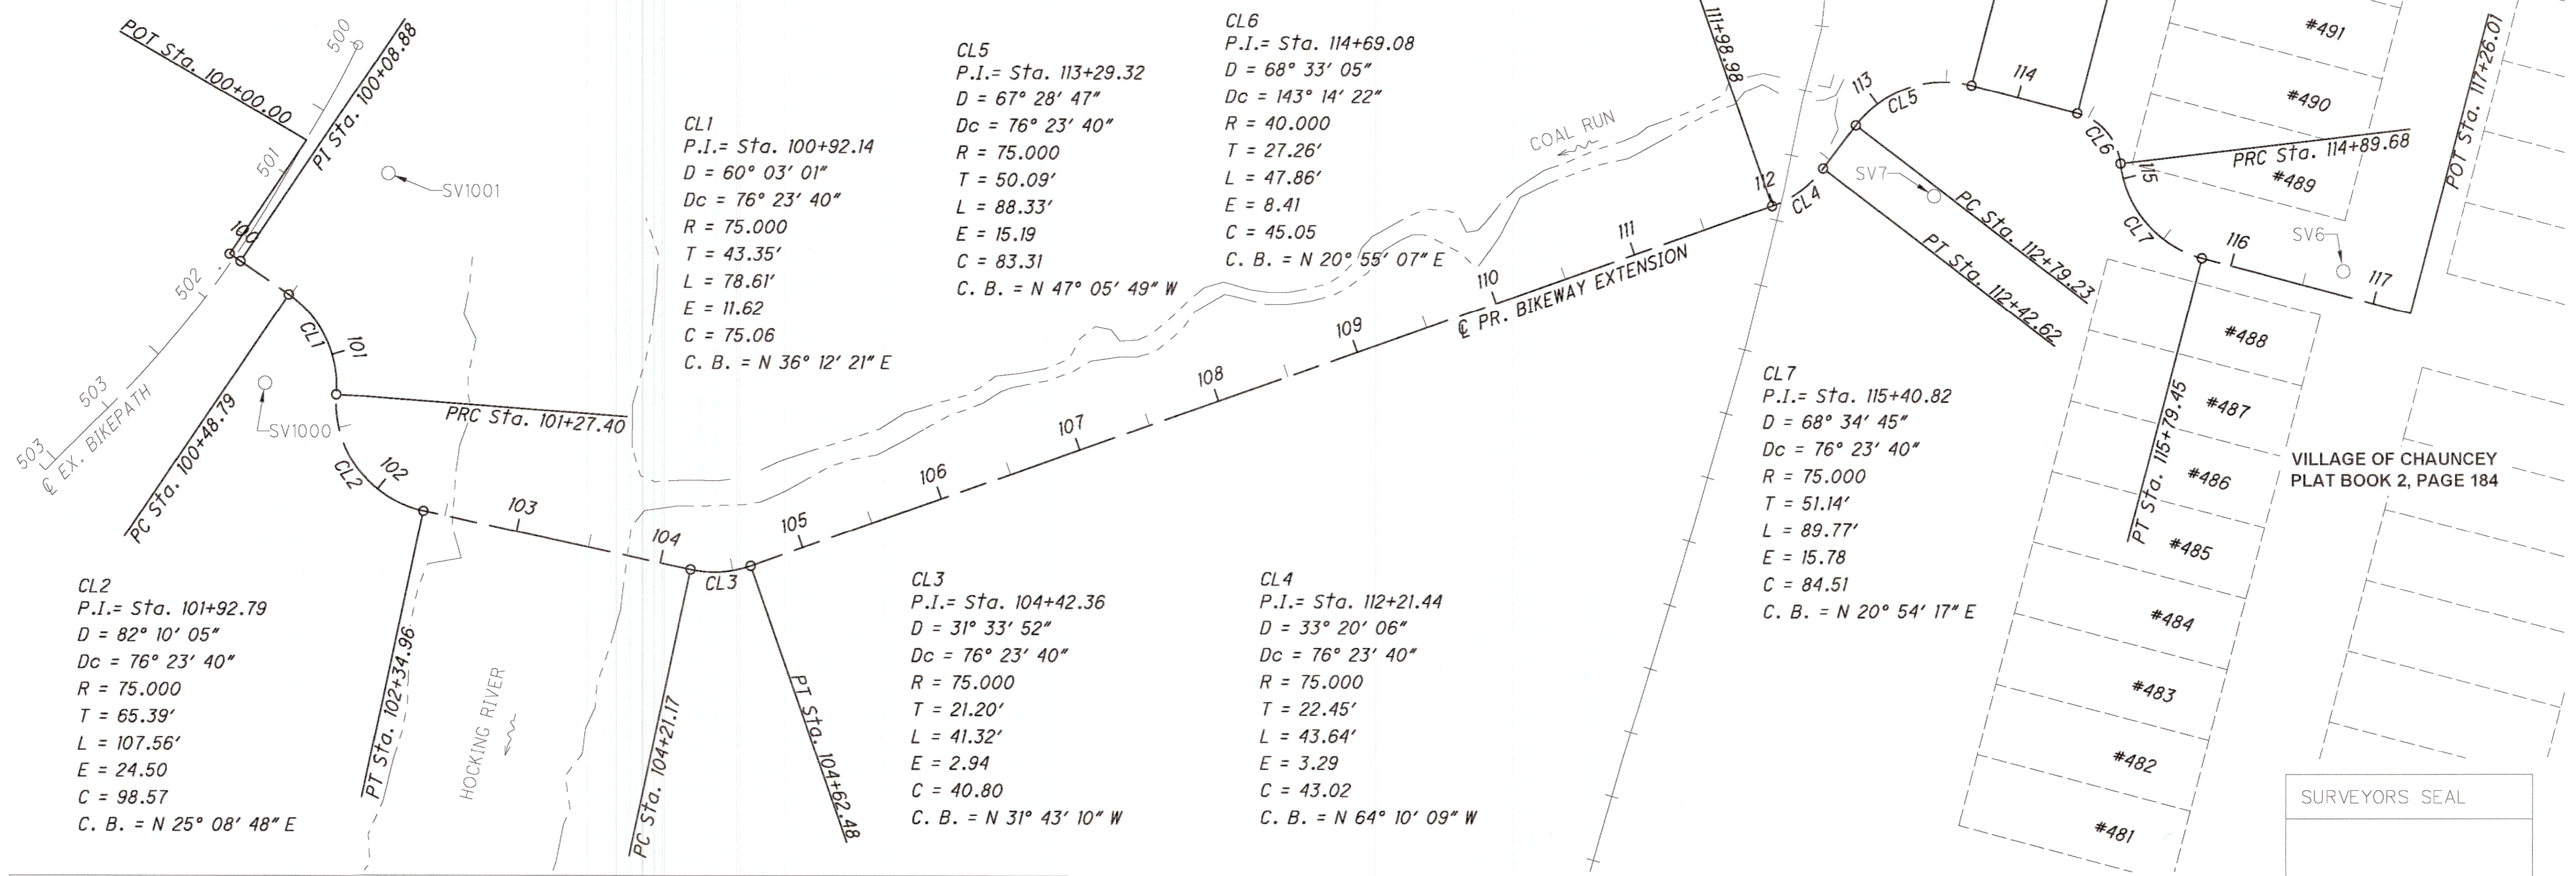 POT Sta. 100+00.00
500
501
PI Sta. 100+08.88
100
502
503
503
℄ EX. BIKEPATH
SV1001
SV1000
CL1
101
PC Sta. 100+48.79
PRC Sta. 101+27.40
CL2
102
103
104
CL3
105
106
107
108
109
110
111
112
PT Sta. 102+34.96
HOCKING RIVER
PC Sta. 104+21.17
PT Sta. 104+62.48
CL1
P.I.= Sta. 100+92.14
D = 60° 03' 01"
Dc = 76° 23' 40"
R = 75.000
T = 43.35'
L = 78.61'
E = 11.62
C = 75.06
C. B. = N 36° 12' 21" E
CL5
P.I.= Sta. 113+29.32
D = 67° 28' 47"
Dc = 76° 23' 40"
R = 75.000
T = 50.09'
L = 88.33'
E = 15.19
C = 83.31
C. B. = N 47° 05' 49" W
CL6
P.I.= Sta. 114+69.08
D = 68° 33' 05"
Dc = 143° 14' 22"
R = 40.000
T = 27.26'
L = 47.86'
E = 8.41
C = 45.05
C. B. = N 20° 55' 07" E
COAL RUN
℄ PR. BIKEWAY EXTENSION
111+98.98
CL4
113
CL5
114
CL6
115
CL7
116
117
SV7
SV6
PC Sta. 112+79.23
PT Sta. 112+42.62
PRC Sta. 114+89.68
POT Sta. 117+26.01
PT Sta. 115+79.45
#491
#490
#489
#488
#487
#486
#485
#484
#483
#482
#481
VILLAGE OF CHAUNCEY
PLAT BOOK 2, PAGE 184
CL2
P.I.= Sta. 101+92.79
D = 82° 10' 05"
Dc = 76° 23' 40"
R = 75.000
T = 65.39'
L = 107.56'
E = 24.50
C = 98.57
C. B. = N 25° 08' 48" E
CL3
P.I.= Sta. 104+42.36
D = 31° 33' 52"
Dc = 76° 23' 40"
R = 75.000
T = 21.20'
L = 41.32'
E = 2.94
C = 40.80
C. B. = N 31° 43' 10" W
CL4
P.I.= Sta. 112+21.44
D = 33° 20' 06"
Dc = 76° 23' 40"
R = 75.000
T = 22.45'
L = 43.64'
E = 3.29
C = 43.02
C. B. = N 64° 10' 09" W
CL7
P.I.= Sta. 115+40.82
D = 68° 34' 45"
Dc = 76° 23' 40"
R = 75.000
T = 51.14'
L = 89.77'
E = 15.78
C = 84.51
C. B. = N 20° 54' 17" E
SURVEYORS SEAL